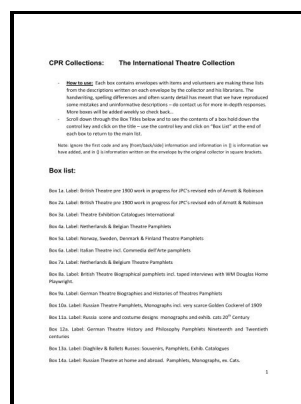 CPR Collections: The International Theatre Collection
- How to use: Each box contains envelopes with items and volunteers are making these
lists from the descriptions written on each envelope by the collector and his librarians. The
handwriting, spelling differences and often scanty detail has meant that we have reproduced
some mistakes and uninformative descriptions – do contact us for more in-depth responses.
More boxes will be added weekly so check back..
- Scroll down through the Box Titles below and to see the contents of a box hold down the
control key and click on the title – use the control key and click on "Box List" at the end of
each box to return to the main list.
Note: Ignore the first code and any (front/back/side) information and information in [] is information we
have added, and in () is information written on the envelope by the original collector in square brackets.
Box list:
Box 1a. Label: British Theatre pre 1900 work in progress for JPC's revised edn of Arnott & Robinson
Box 2a. Label: British Theatre pre 1900 work in progress for JPC's revised edn of Arnott & Robinson
Box 3a. Label: Theatre Exhibition Catalogues International
Box 4a. Label: Netherlands & Belgian Theatre Pamphlets
Box 5a. Label: Norway, Sweden, Denmark & Finland Theatre Pamphlets
Box 6a. Label: Italian Theatre incl. Commedia dell'Arte pamphlets
Box 7a. Label: Netherlands & Belgium Theatre Pamphlets
Box 8a. Label: British Theatre Biographical pamphlets incl. taped interviews with WM Douglas Home
Playwright.
Box 9a. Label: German Theatre Biographies and Histories of Theatres Pamphlets
Box 10a. Label: Russian Theatre Pamphlets, Monographs incl. very scarce Golden Cockerel of 1909
Box 11a. Label: Russia scene and costume designs monographs and exhib. cats 20th Century
Box 12a. Label: German Theatre History and Philosophy Pamphlets Nineteenth and Twentieth
centuries
Box 13a. Label: Diaghilev & Ballets Russes: Souvenirs, Pamphlets, Exhib. Catalogues
Box 14a. Label: Russian Theatre at home and abroad. Pamphlets, Monographs, ex. Cats.
1